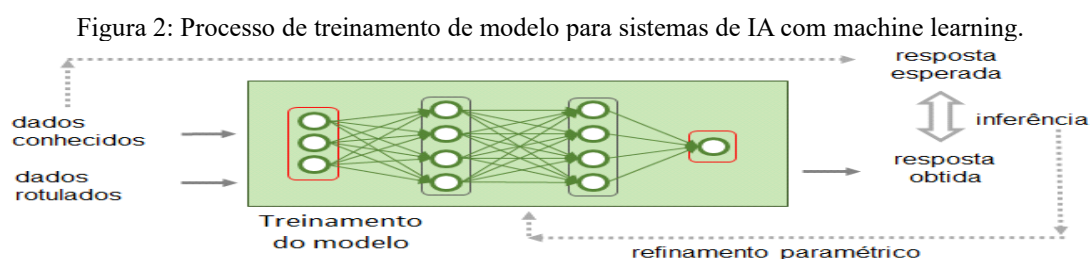 Figura 2: Processo de treinamento de modelo para sistemas de IA com machine learning.
resposta
esperada
dados
conhecidos
inferência
dados
rotulados
resposta
obtida
Treinamento
do modelo
refinamento paramétrico